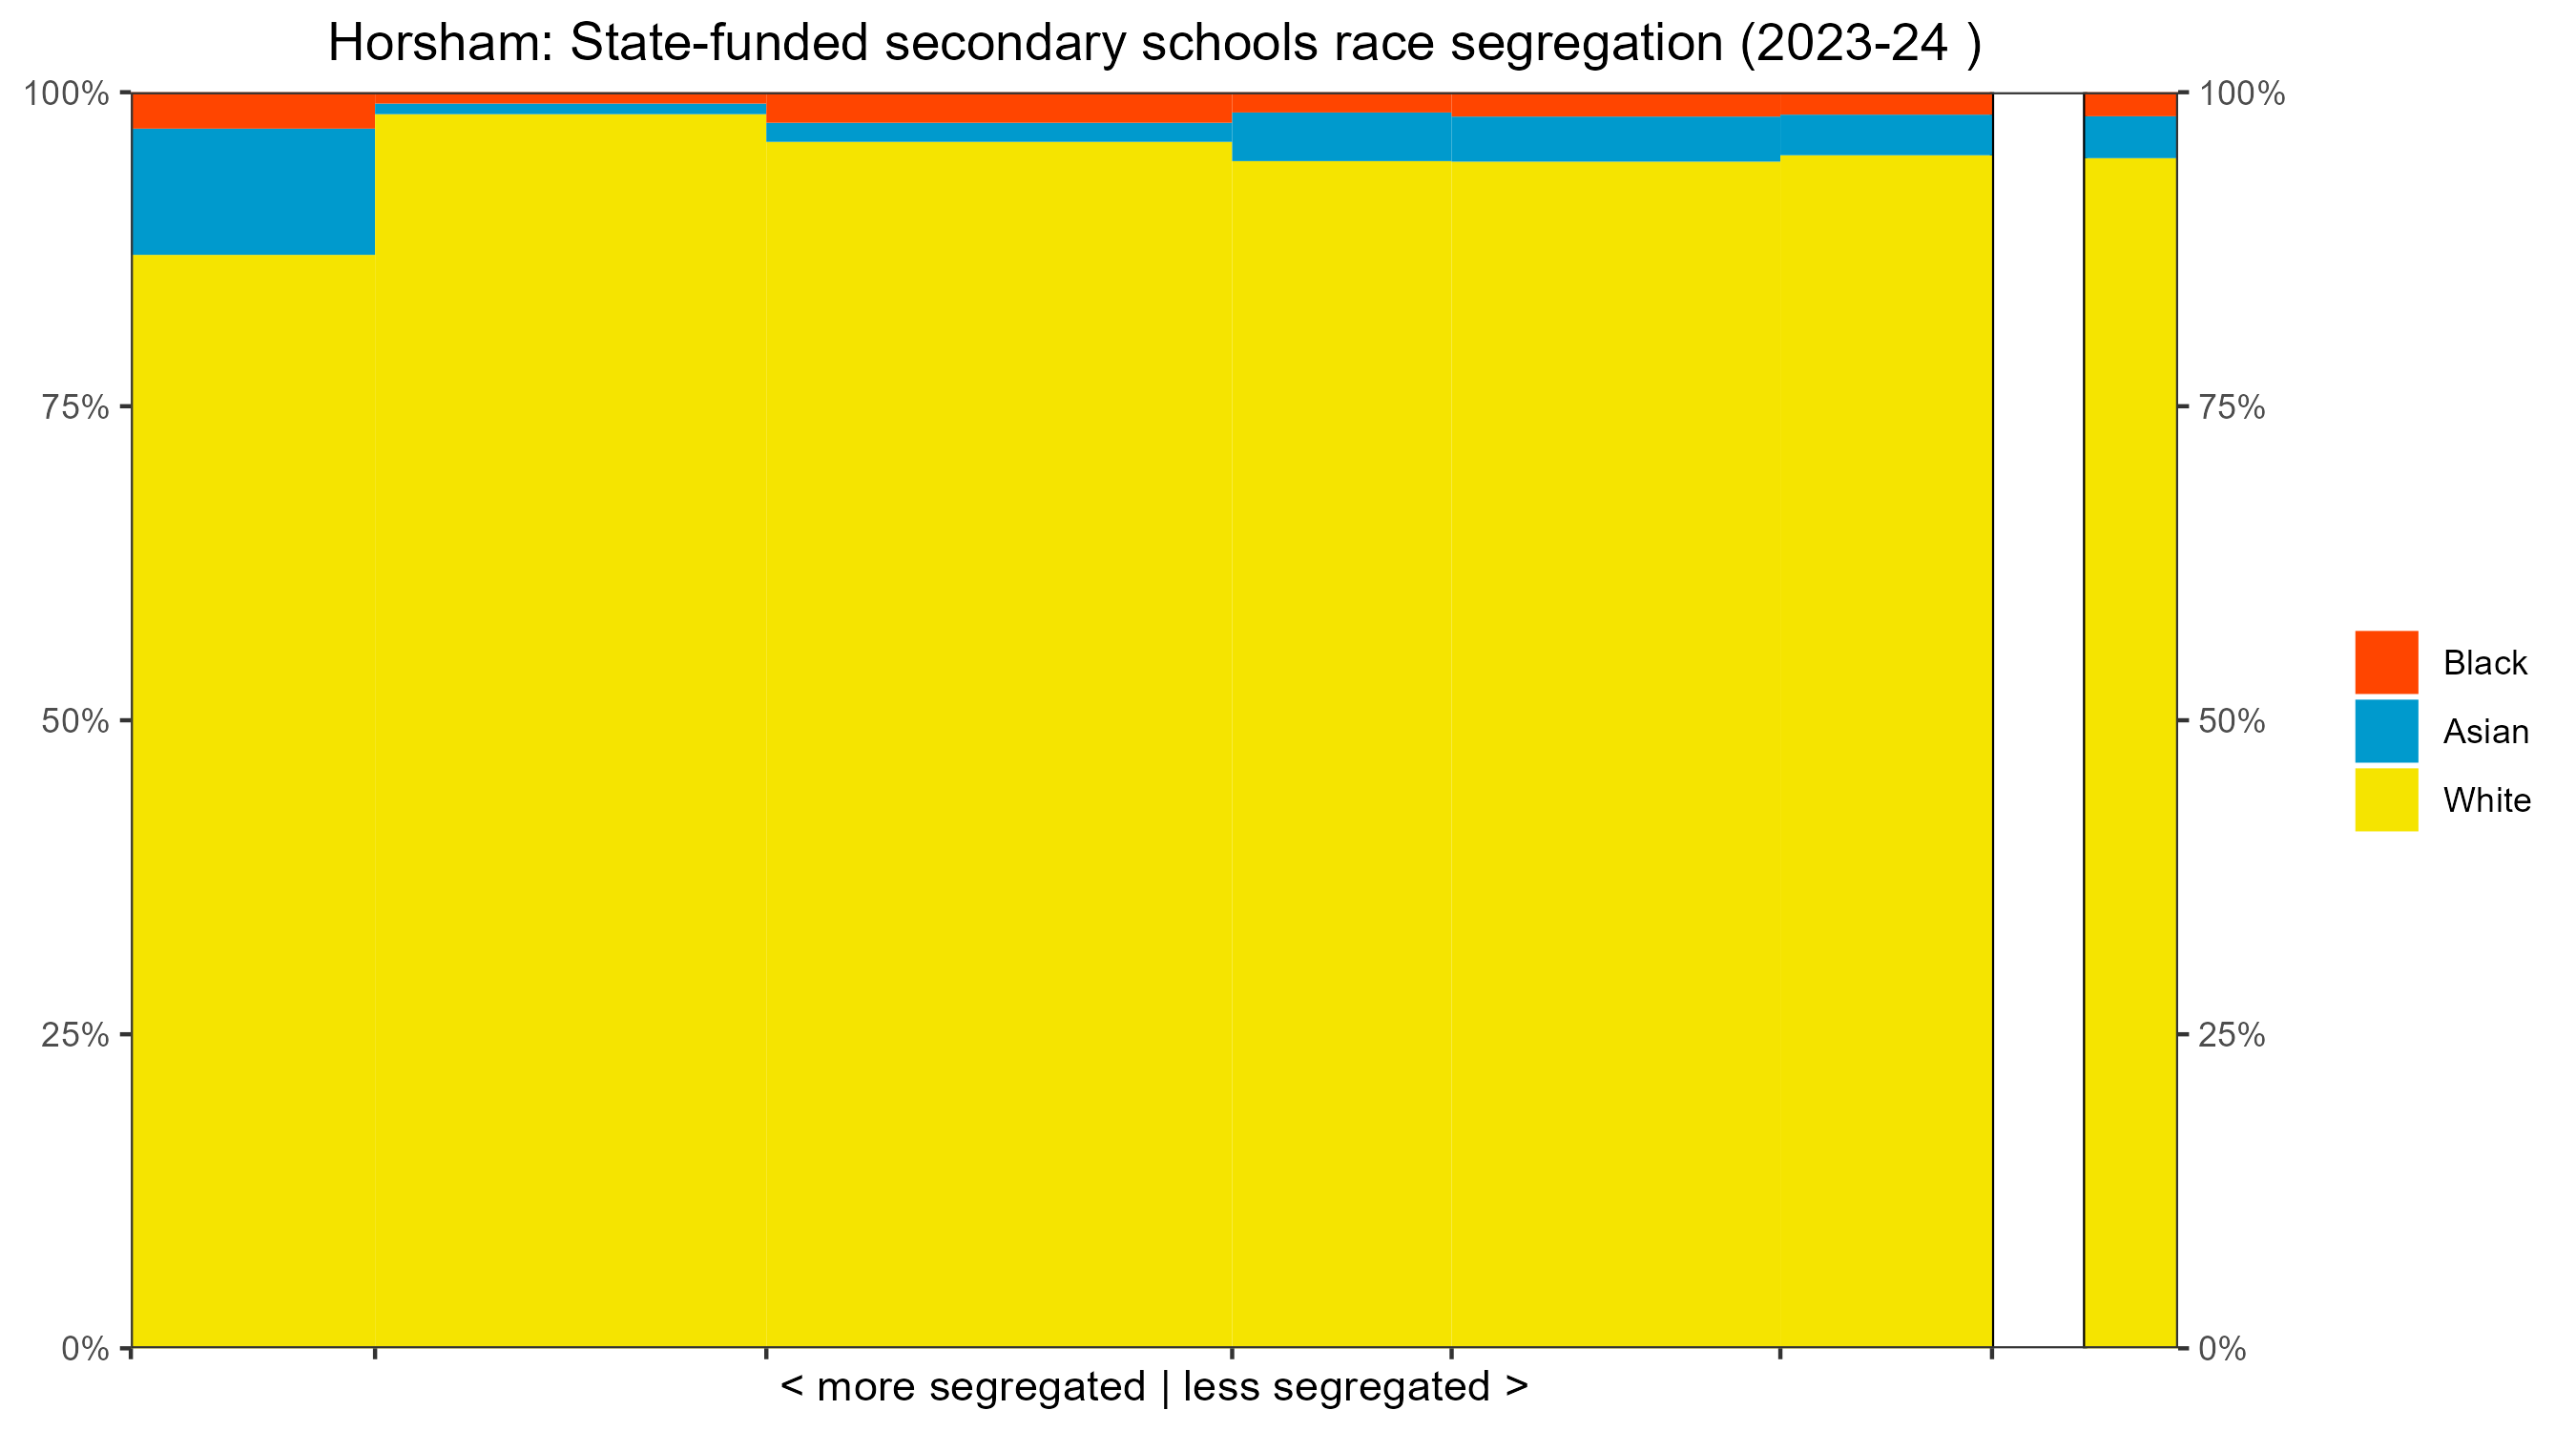 Horsham: State-funded secondary schools race segregation (2023-24 )
100%
75%
50%
25%
0%
100%
75%
50%
25%
0%
Black
Asian
White
< more segregated | less segregated >